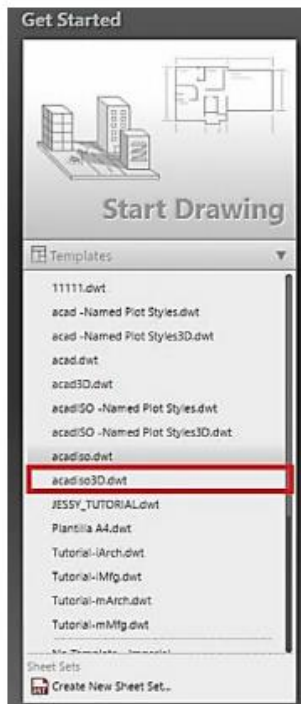 Get Started
Start Drawing
Templates
11111.dwt
acad -Named Plot Styles.dwt
acad -Named Plot Styles3D.dwt
acad.dwt
acad3D.dwt
acadISO -Named Plot Styles.dwt
acadISO -Named Plot Styles3D.dwt
acadiso.dwt
acadiso3D.dwt
JESSY_TUTORIAL.dwt
Plantilla A4.dwt
Tutorial-iArch.dwt
Tutorial-iMfg.dwt
Tutorial-mArch.dwt
Tutorial-mMfg.dwt
No Template - Imperial
Sheet Sets
Create New Sheet Set...